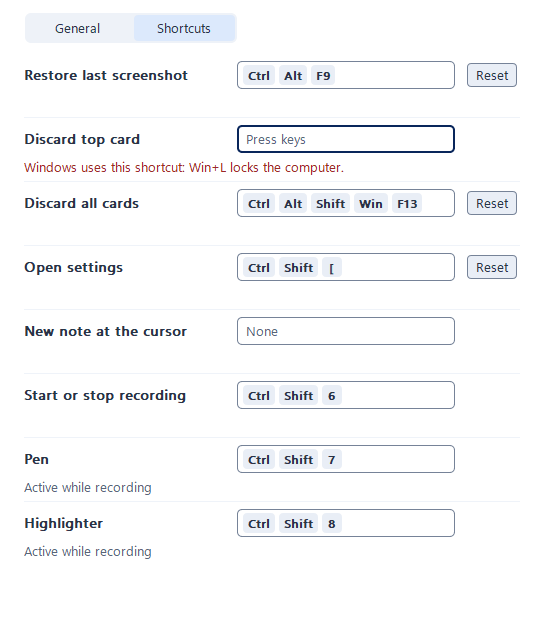 General Shortcuts
Restore last screenshot Ctrl Alt F9 Reset
Discard top card Press keys
Windows uses this shortcut: Win+L locks the computer.
Discard all cards Ctrl Alt Shift Win F13 Reset
Open settings Ctrl Shift [ Reset
New note at the cursor None
Start or stop recording Ctrl Shift 6
Pen Ctrl Shift 7
Active while recording
Highlighter Ctrl Shift 8
Active while recording